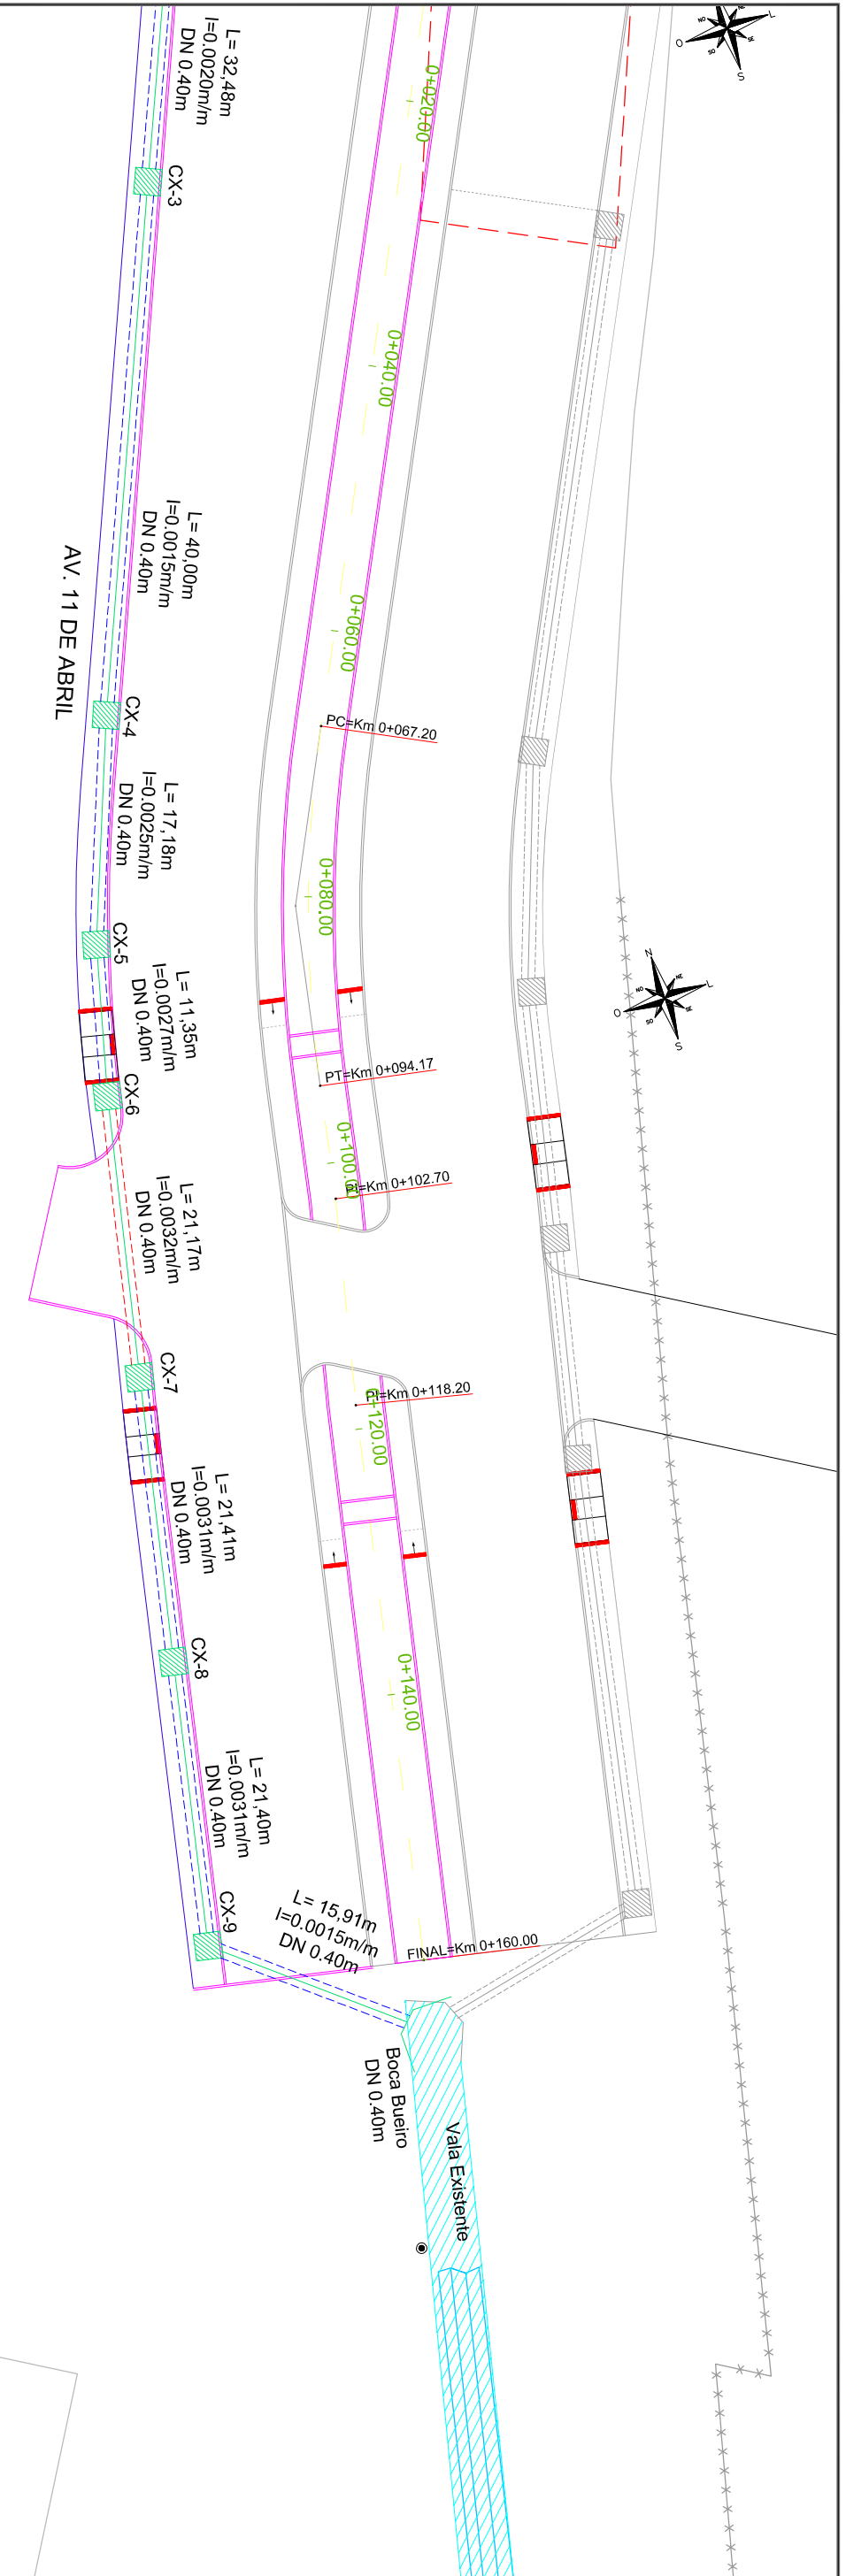 L= 32,48m
I=0.0020m/m
DN 0.40m
CX-3
L= 40,00m
I=0.0015m/m
DN 0.40m
AV. 11 DE ABRIL
CX-4
L= 17,18m
I=0.0025m/m
DN 0.40m
CX-5
L= 11,35m
I=0.0027m/m
DN 0.40m
CX-6
L= 21,17m
I=0.0032m/m
DN 0.40m
CX-7
L= 21,41m
I=0.0031m/m
DN 0.40m
CX-8
L= 21,40m
I=0.0031m/m
DN 0.40m
CX-9
L= 15,91m
I=0.0015m/m
DN 0.40m
0+020.00
0+040.00
0+060.00
PC=Km 0+067.20
0+080.00
PT=Km 0+094.17
0+100.00
PI=Km 0+102.70
PI=Km 0+118.20
0+120.00
0+140.00
FINAL=Km 0+160.00
Boca Bueiro
DN 0.40m
Vala Existente
NO
NE
L
O
SE
SO
S
N
NE
L
NO
O
SE
SO
S